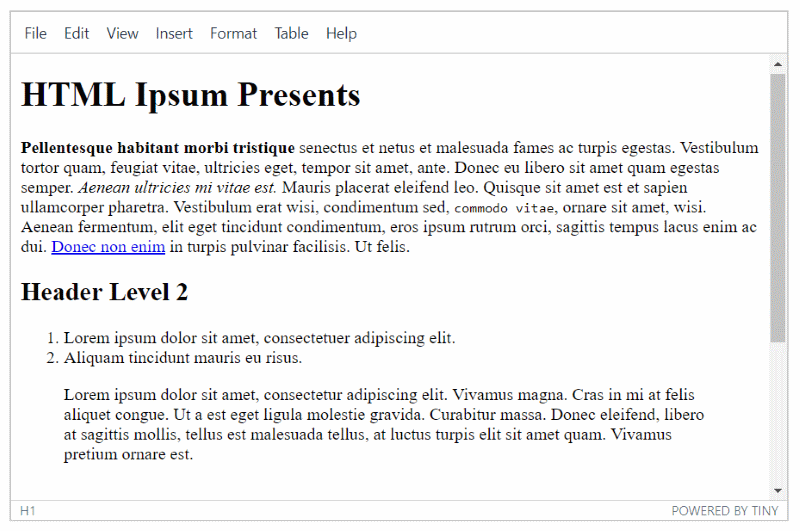 File Edit View Insert Format Table Help
HTML Ipsum Presents
Pellentesque habitant morbi tristique senectus et netus et malesuada fames ac turpis egestas. Vestibulum
tortor quam, feugiat vitae, ultricies eget, tempor sit amet, ante. Donec eu libero sit amet quam egestas
semper. Aenean ultricies mi vitae est. Mauris placerat eleifend leo. Quisque sit amet est et sapien
ullamcorper pharetra. Vestibulum erat wisi, condimentum sed, commodo vitae, ornare sit amet, wisi.
Aenean fermentum, elit eget tincidunt condimentum, eros ipsum rutrum orci, sagittis tempus lacus enim ac
dui. Donec non enim in turpis pulvinar facilisis. Ut felis.
Header Level 2
1. Lorem ipsum dolor sit amet, consectetuer adipiscing elit.
2. Aliquam tincidunt mauris eu risus.
Lorem ipsum dolor sit amet, consectetur adipiscing elit. Vivamus magna. Cras in mi at felis
aliquet congue. Ut a est eget ligula molestie gravida. Curabitur massa. Donec eleifend, libero
at sagittis mollis, tellus est malesuada tellus, at luctus turpis elit sit amet quam. Vivamus
pretium ornare est.
H1 POWERED BY TINY